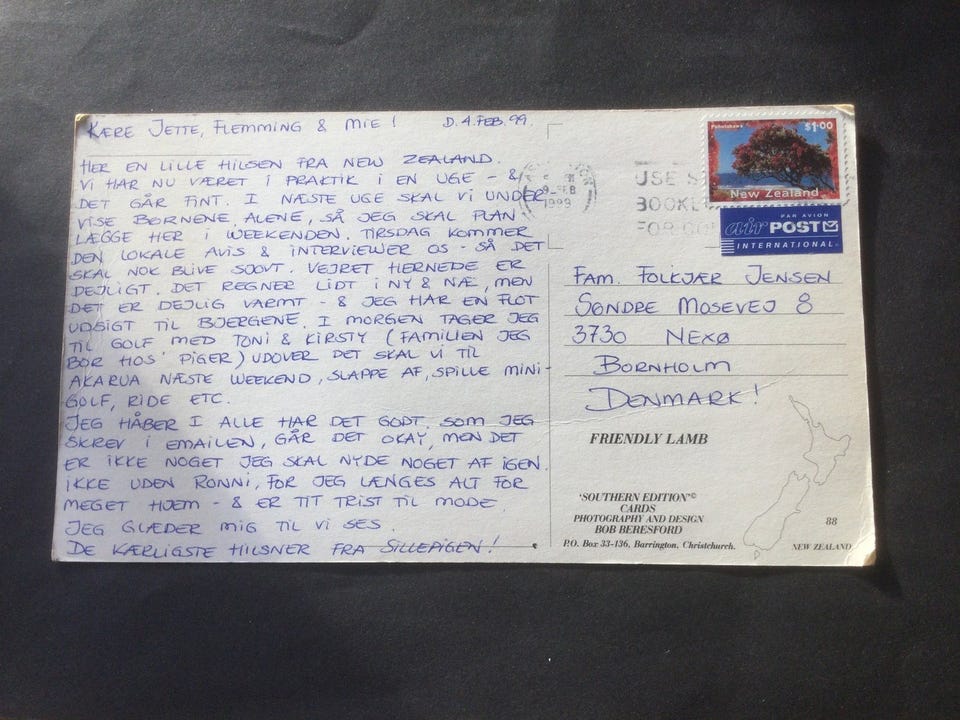 KÆRE JETTE, FLEMMING & MIE! D. 4. FEB. 99.
HER EN LILLE HILSEN FRA NEW ZEALAND.
VI HAR NU VÆRET I PRAKTIK I EN UGE - &
DET GÅR FINT. I NÆSTE UGE SKAL VI UNDER
VISE BØRNENE, ALENE, SÅ JEG SKAL PLAN
LÆGGE HER I WEEKENDEN. TIRSDAG KOMMER
DEN LOKALE AVIS & INTERVIEWER OS - SÅ DET
SKAL NOK BLIVE SJOVT. VEJRET HERNEDE ER
DEJLIGT. DET REGNER LIDT I NY & NÆ, MEN
DET ER DEJLIG VARMT - & JEG HAR EN FLOT
UDSIGT TIL BJERGENE. I MORGEN TAGER JEG
TIL GOLF MED TONI & KIRSTY (FAMILIEN JEG
BOR HOS' PIGER) UDOVER DET SKAL VI TIL
AKARUA NÆSTE WEEKEND, SLAPPE AF, SPILLE MINI-
GOLF, RIDE ETC.
JEG HÅBER I ALLE HAR DET GODT. SOM JEG
SKREV I EMAILEN, GÅR DET OKAY, MEN DET
ER IKKE NOGET JEG SKAL NYDE NOGET AF IGEN.
IKKE UDEN RONNI, FOR JEG LÆNGES ALT FOR
MEGET HJEM - & ER TIT TRIST TIL MODE.
JEG GLÆDER MIG TIL VI SES.
DE KÆRLIGSTE HILSNER FRA SILLEPIGEN!
9 FEB
1999
USE
FOR
Pohutukawa $1.00
New Zealand
PAR AVION
air POST
INTERNATIONAL
FAM. FOLKJÆR JENSEN
SØNDRE MOSEVEJ 8
3730 NEXØ
BORNHOLM
DENMARK!
FRIENDLY LAMB
'SOUTHERN EDITION'©
CARDS
PHOTOGRAPHY AND DESIGN
BOB BERESFORD
P.O. Box 33-136, Barrington, Christchurch.
88
NEW ZEALAND